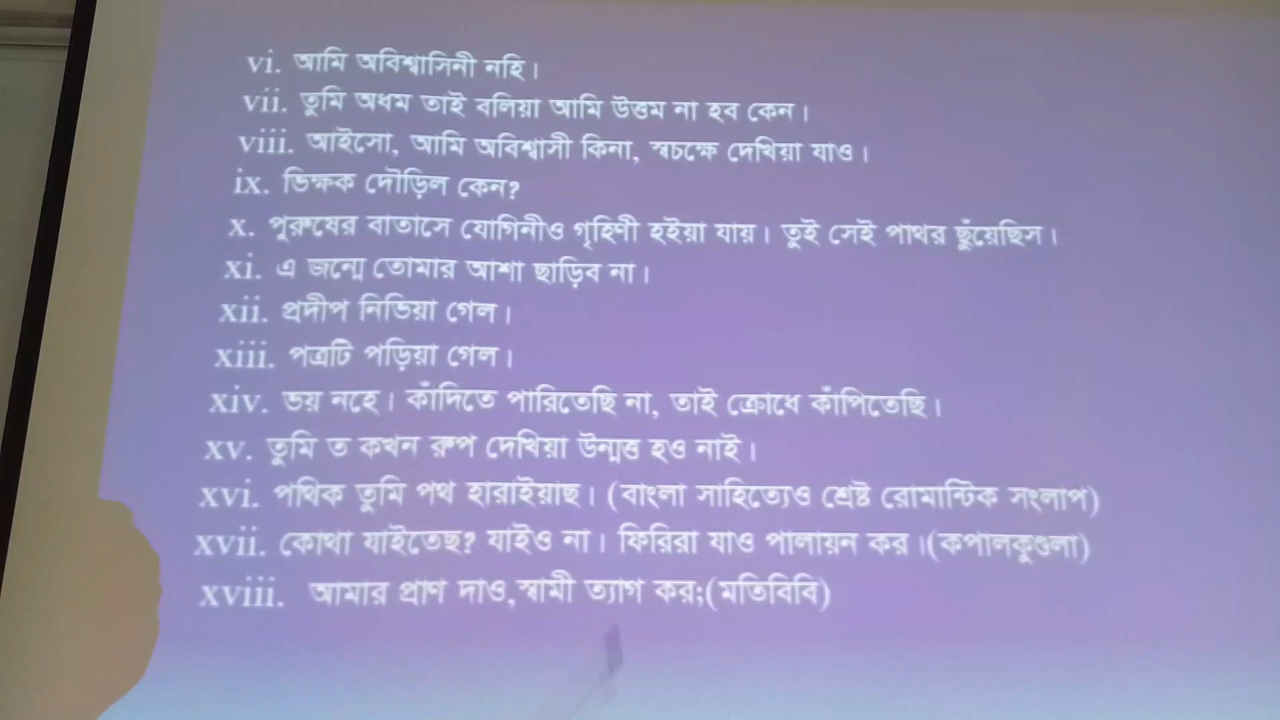 vi. আমি অবিশ্বাসিনী নহি।
vii. তুমি অধম তাই বলিয়া আমি উত্তম না হব কেন।
viii. আইসো, আমি অবিশ্বাসী কিনা, স্বচক্ষে দেখিয়া যাও।
ix. ভিক্ষক দৌড়িল কেন?
x. পুরুষের বাতাসে যোগিনীও গৃহিণী হইয়া যায়। তুই সেই পাথর ছুঁয়েছিস।
xi. এ জন্মে তোমার আশা ছাড়িব না।
xii. প্রদীপ নিভিয়া গেল।
xiii. পত্রটি পড়িয়া গেল।
xiv. ভয় নহে। কাঁদিতে পারিতেছি না, তাই ক্রোধে কাঁপিতেছি।
xv. তুমি ত কখন রুপ দেখিয়া উন্মত্ত হও নাই।
xvi. পথিক তুমি পথ হারাইয়াছ। (বাংলা সাহিত্যেও শ্রেষ্ট রোমান্টিক সংলাপ)
xvii. কোথা যাইতেছ? যাইও না। ফিরিরা যাও পালায়ন কর।(কপালকুণ্ডলা)
xviii. আমার প্রাণ দাও,স্বামী ত্যাগ কর;(মতিবিবি)